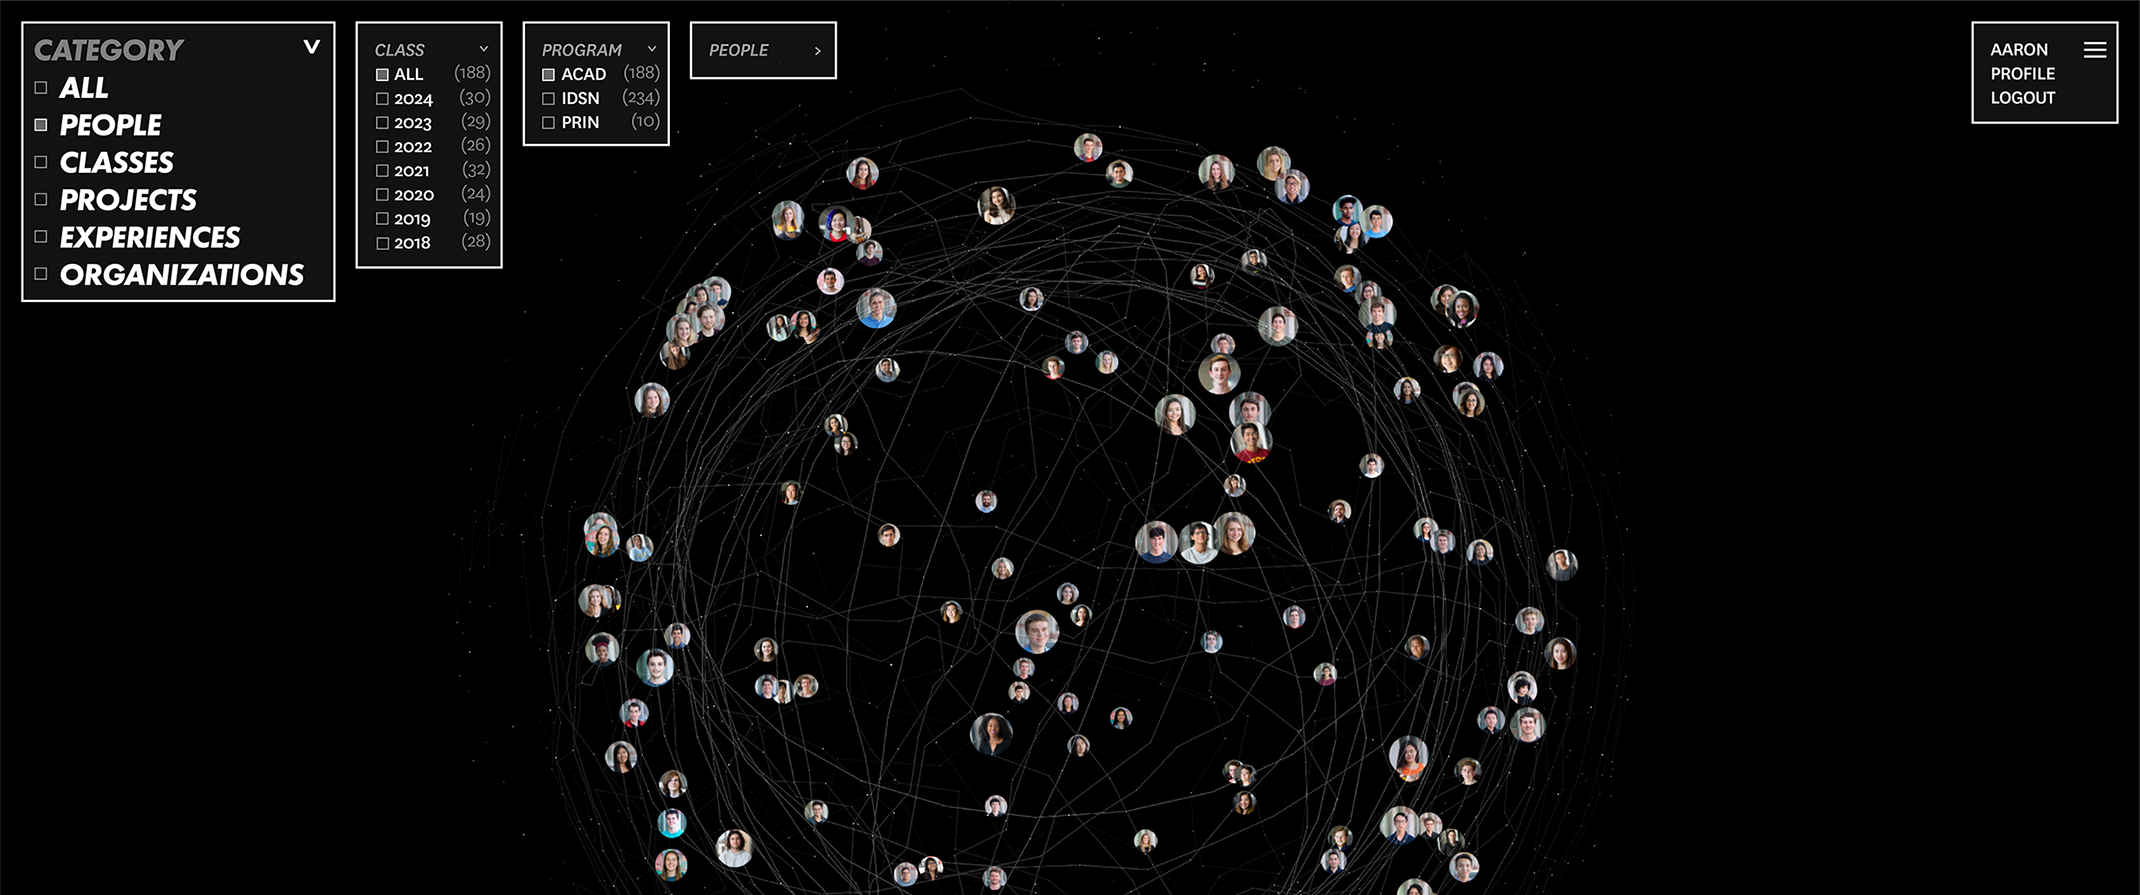 CATEGORY V
ALL
PEOPLE
CLASSES
PROJECTS
EXPERIENCES
ORGANIZATIONS
CLASS
ALL (188)
2024 (30)
2023 (29)
2022 (26)
2021 (32)
2020 (24)
2019 (19)
2018 (28)
PROGRAM
ACAD (188)
IDSN (234)
PRIN (10)
PEOPLE >
AARON
PROFILE
LOGOUT